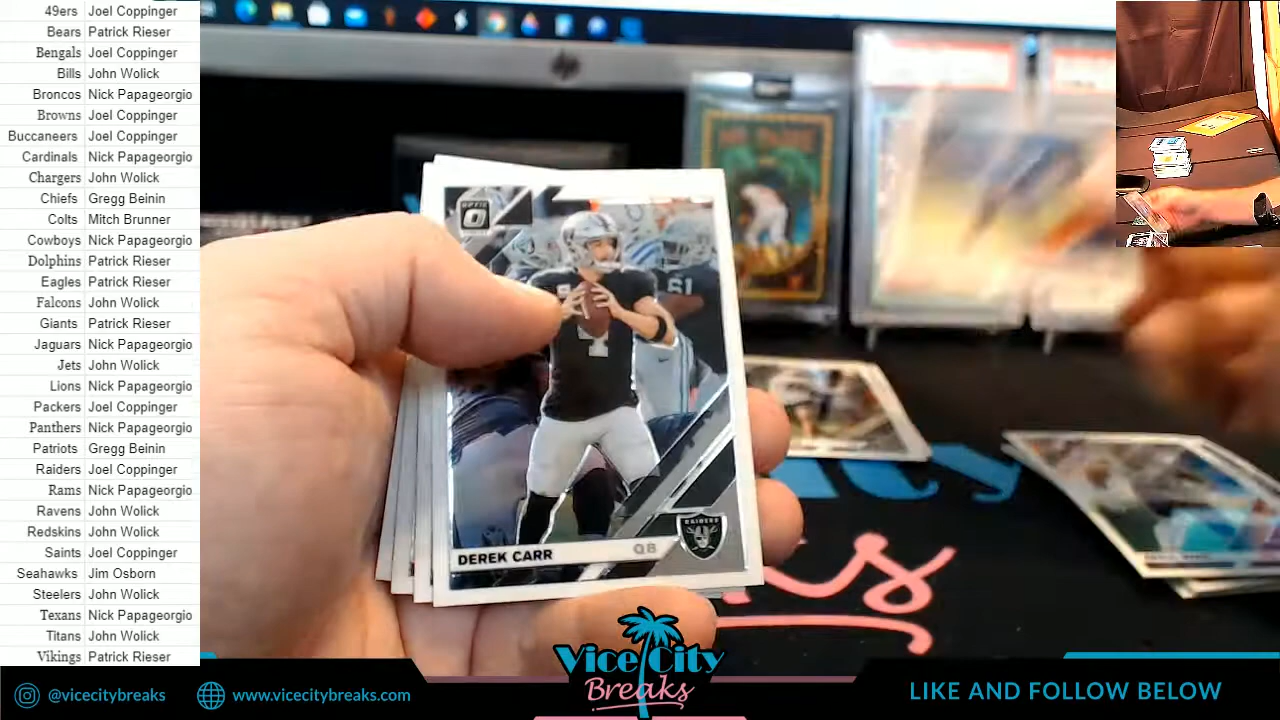 49ers Joel Coppinger
Bears Patrick Rieser
Bengals Joel Coppinger
Bills John Wolick
Broncos Nick Papageorgio
Browns Joel Coppinger
Buccaneers Joel Coppinger
Cardinals Nick Papageorgio
Chargers John Wolick
Chiefs Gregg Beinin
Colts Mitch Brunner
Cowboys Nick Papageorgio
Dolphins Patrick Rieser
Eagles Patrick Rieser
Falcons John Wolick
Giants Patrick Rieser
Jaguars Nick Papageorgio
Jets John Wolick
Lions Nick Papageorgio
Packers Joel Coppinger
Panthers Nick Papageorgio
Patriots Gregg Beinin
Raiders Joel Coppinger
Rams Nick Papageorgio
Ravens John Wolick
Redskins John Wolick
Saints Joel Coppinger
Seahawks Jim Osborn
Steelers John Wolick
Texans Nick Papageorgio
Titans John Wolick
Vikings Patrick Rieser
hp
OPTIC
61
4
RAIDERS
DEREK CARR QB
Vice City
Breaks
@vicecitybreaks
www.vicecitybreaks.com
LIKE AND FOLLOW BELOW